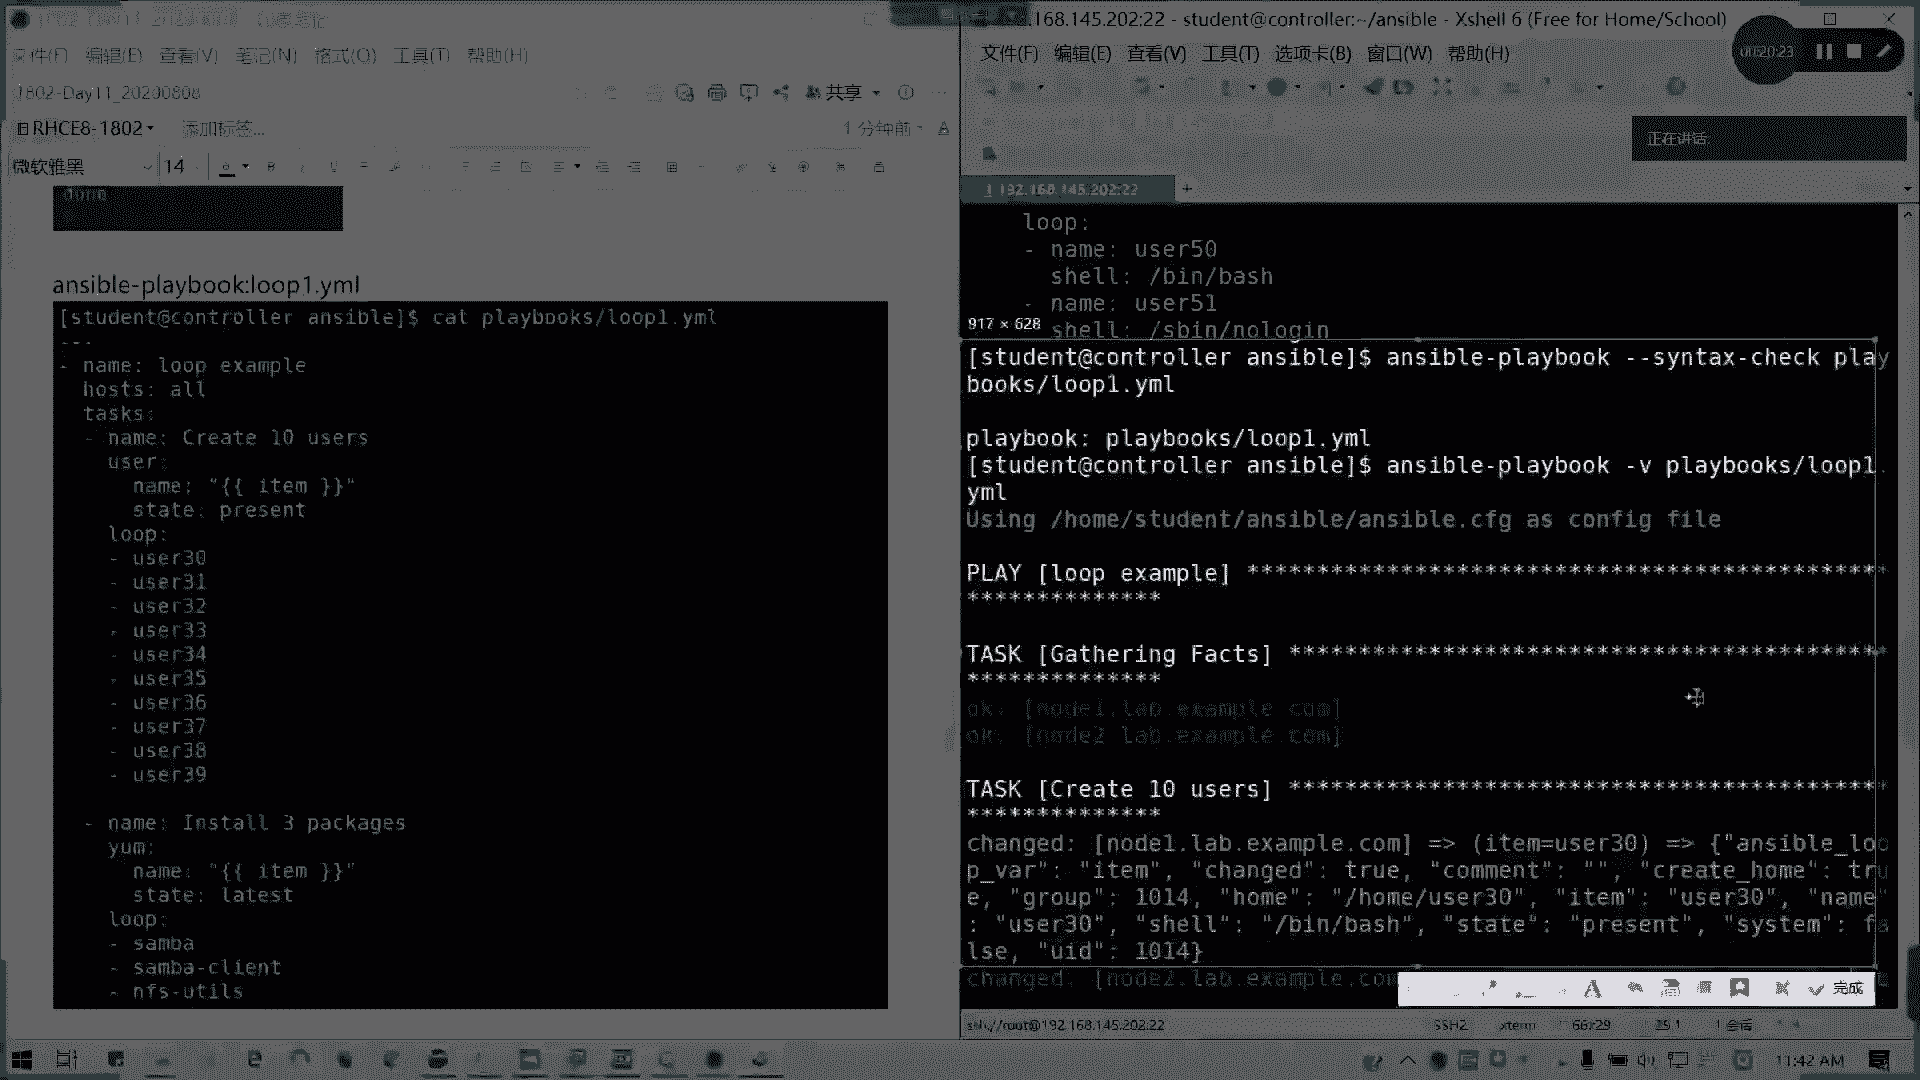 文件(F) 编辑(E) 查看(V) 笔记(N) 格式(O) 工具(T) 帮助(H)
1802-Day11_20200808
共享
RHCE8-1802
添加标签...
1 分钟前
微软雅黑
14
done
ansible-playbook:loop1.yml
[student@controller ansible]$ cat playbooks/loop1.yml
---
- name: loop example
hosts: all
tasks:
- name: Create 10 users
user:
name: "{{ item }}"
state: present
loop:
- user30
- user31
- user32
- user33
- user34
- user35
- user36
- user37
- user38
- user39
- name: Install 3 packages
yum:
name: "{{ item }}"
state: latest
loop:
- samba
- samba-client
- nfs-utils
.168.145.202:22 - student@controller:~/ansible - Xshell 6 (Free for Home/School)
00:20:23
文件(F) 编辑(E) 查看(V) 工具(T) 选项卡(B) 窗口(W) 帮助(H)
正在讲话:
1 192.168.145.202:22
+
loop:
- name: user50
shell: /bin/bash
- name: user51
shell: /sbin/nologin
917 × 628
[student@controller ansible]$ ansible-playbook --syntax-check play
books/loop1.yml
playbook: playbooks/loop1.yml
[student@controller ansible]$ ansible-playbook -v playbooks/loop1.
yml
Using /home/student/ansible/ansible.cfg as config file
PLAY [loop example] **********************************************
**************
TASK [Gathering Facts] *******************************************
**************
ok: [node1.lab.example.com]
ok: [node2.lab.example.com]
TASK [Create 10 users] *******************************************
**************
changed: [node1.lab.example.com] => (item=user30) => {"ansible_loo
p_var": "item", "changed": true, "comment": "", "create_home": tru
e, "group": 1014, "home": "/home/user30", "item": "user30", "name"
: "user30", "shell": "/bin/bash", "state": "present", "system": fa
lse, "uid": 1014}
changed: [node2.lab.example.com
完成
ssh://root@192.168.145.202:22
SSH2
xterm
66x29
1 会话
11:42 AM